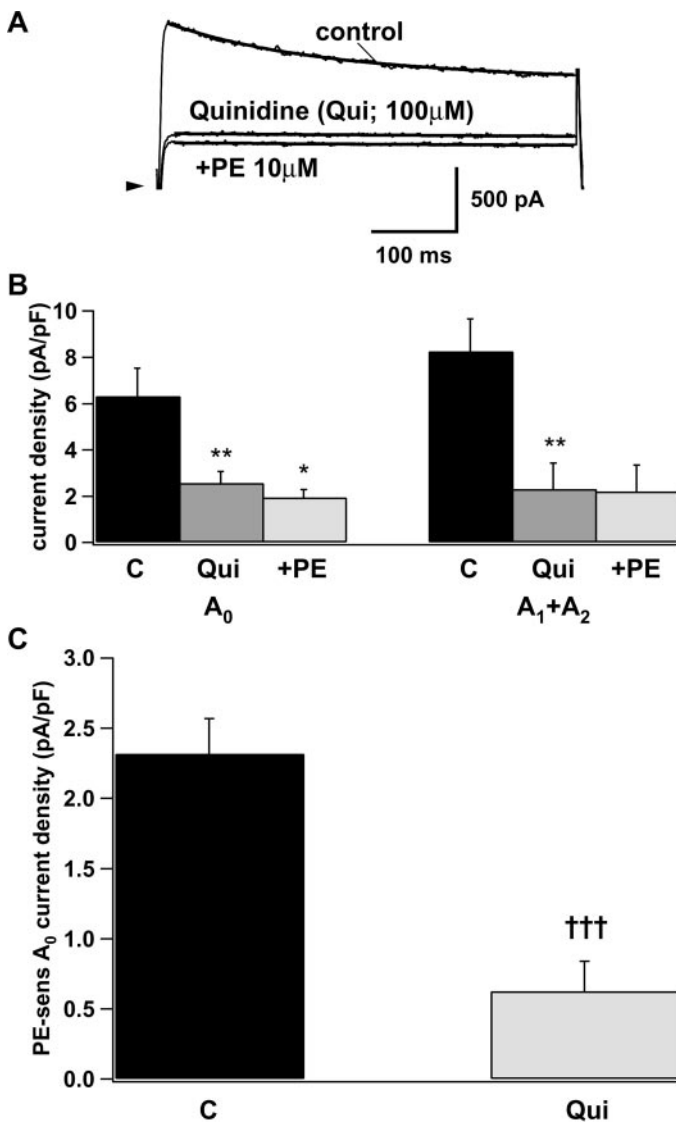 A
control
Quinidine (Qui; 100µM)
+PE 10µM
500 pA
100 ms
B
current density (pA/pF)
10
8
6
4
2
0
**
*
**
C Qui +PE C Qui +PE
A₀ A₁+A₂
C
PE-sens A₀ current density (pA/pF)
3.0
2.5
2.0
1.5
1.0
0.5
0.0
†††
C Qui